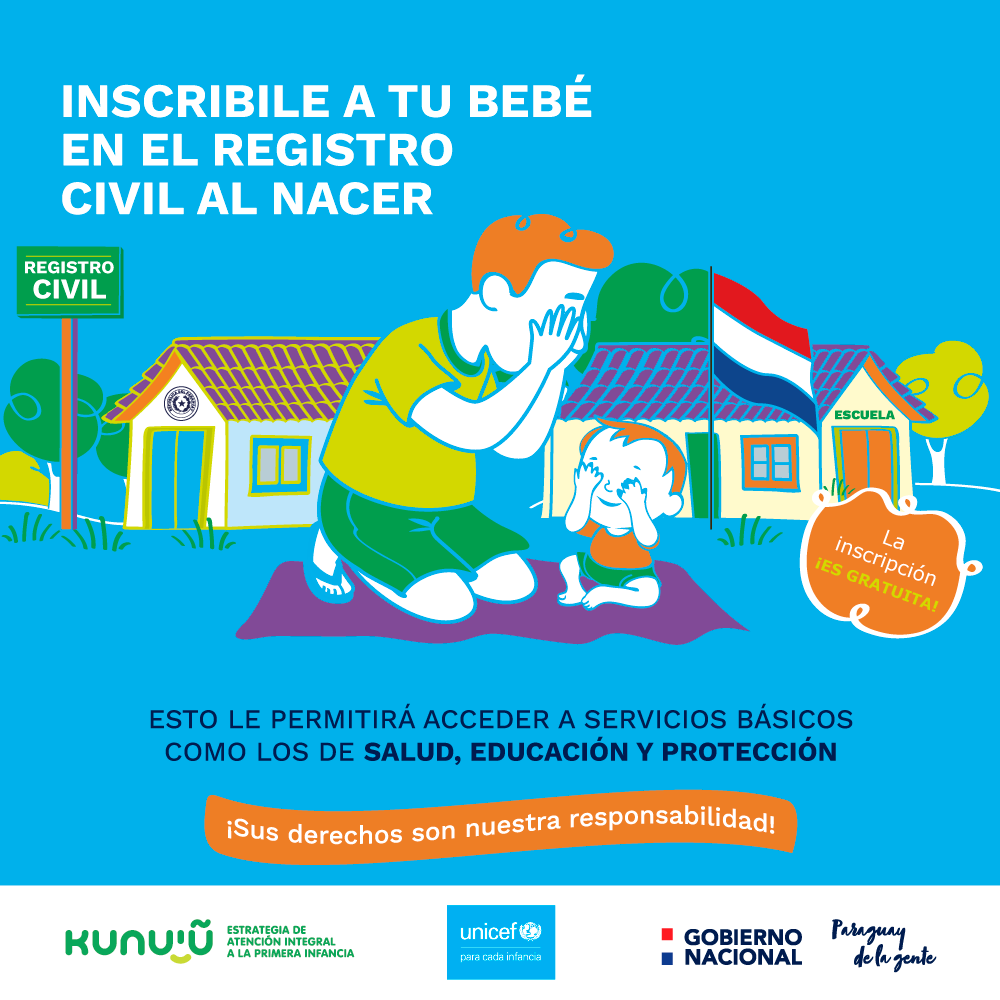 INSCRIBILE A TU BEBÉ
EN EL REGISTRO
CIVIL AL NACER
REGISTRO
CIVIL
ESCUELA
La
inscripción
¡ES GRATUITA!
ESTO LE PERMITIRÁ ACCEDER A SERVICIOS BÁSICOS
COMO LOS DE SALUD, EDUCACIÓN Y PROTECCIÓN
¡Sus derechos son nuestra responsabilidad!
KUNU'Ũ
ESTRATEGIA DE
ATENCIÓN INTEGRAL
A LA PRIMERA INFANCIA
unicef
para cada infancia
GOBIERNO
NACIONAL
Paraguay
de la gente